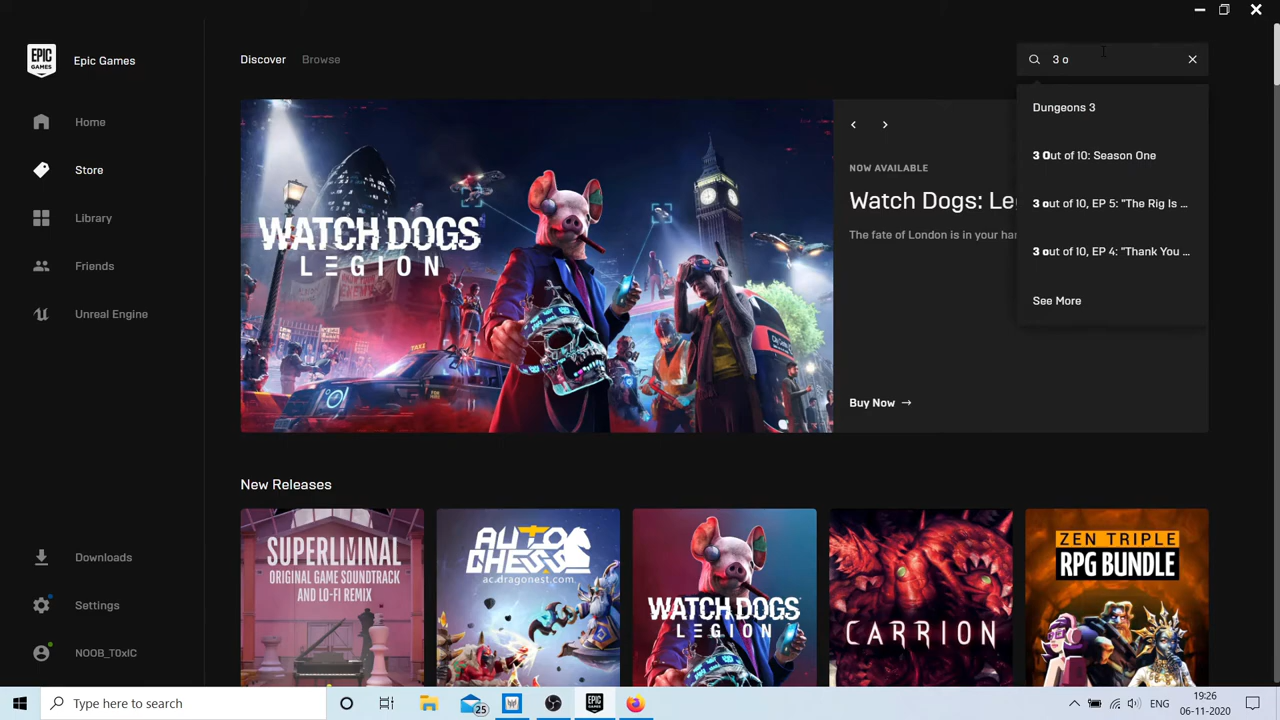 EPIC
GAMES
Epic Games
Home
Store
Library
Friends
Unreal Engine
Downloads
Settings
NOOB_T0xIC
Discover
Browse
3 o
Dungeons 3
3 Out of 10: Season One
3 out of 10, EP 5: "The Rig Is ...
3 out of 10, EP 4: "Thank You ...
See More
WATCH DOGS
LEGION
TAXI
NOW AVAILABLE
Watch Dogs: Le
The fate of London is in your han
Buy Now →
New Releases
SUPERLIMINAL
ORIGINAL GAME SOUNDTRACK
AND LO-FI REMIX
AUTO
CHESS
ac.dragonest.com
WATCH DOGS
LEGION
CARRION
ZEN TRIPLE
RPG BUNDLE
Type here to search
25
EPIC
GAMES
ENG
19:26
06-11-2020